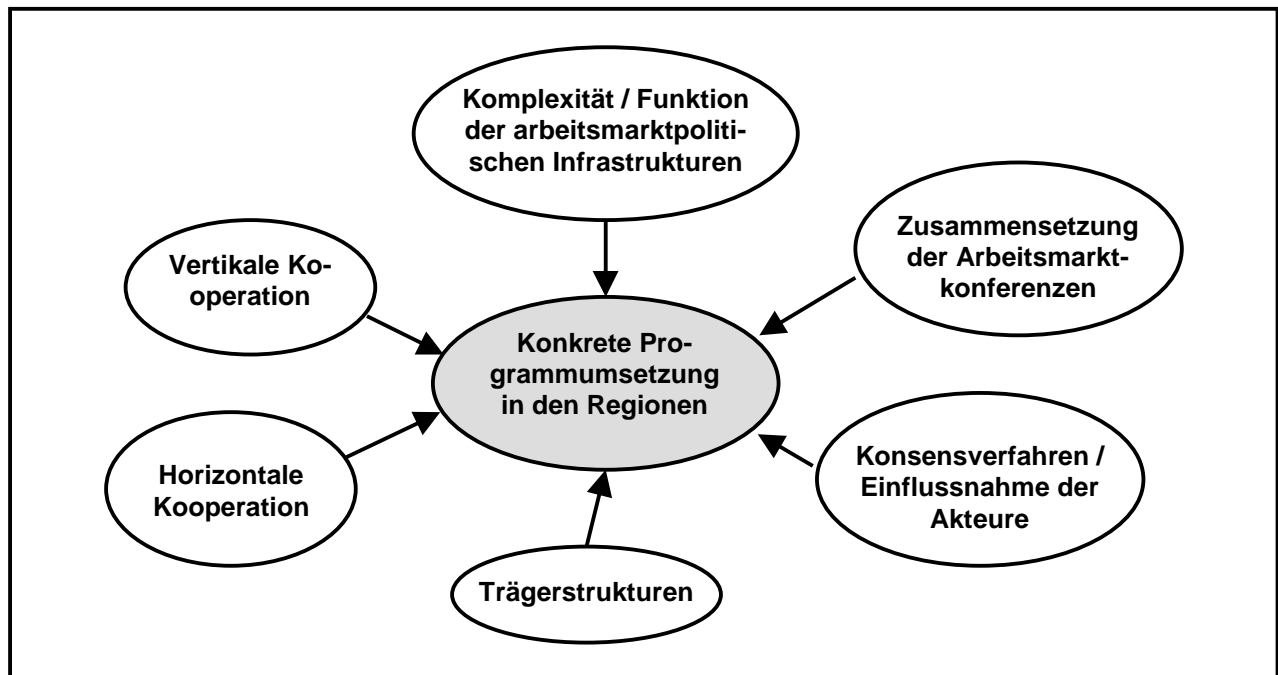 Komplexität / Funktion
der arbeitsmarktpoliti-
schen Infrastrukturen
Zusammensetzung
der Arbeitsmarkt-
konferenzen
Vertikale Ko-
operation
Konkrete Pro-
grammumsetzung
in den Regionen
Konsensverfahren /
Einflussnahme der
Akteure
Horizontale
Kooperation
Trägerstrukturen